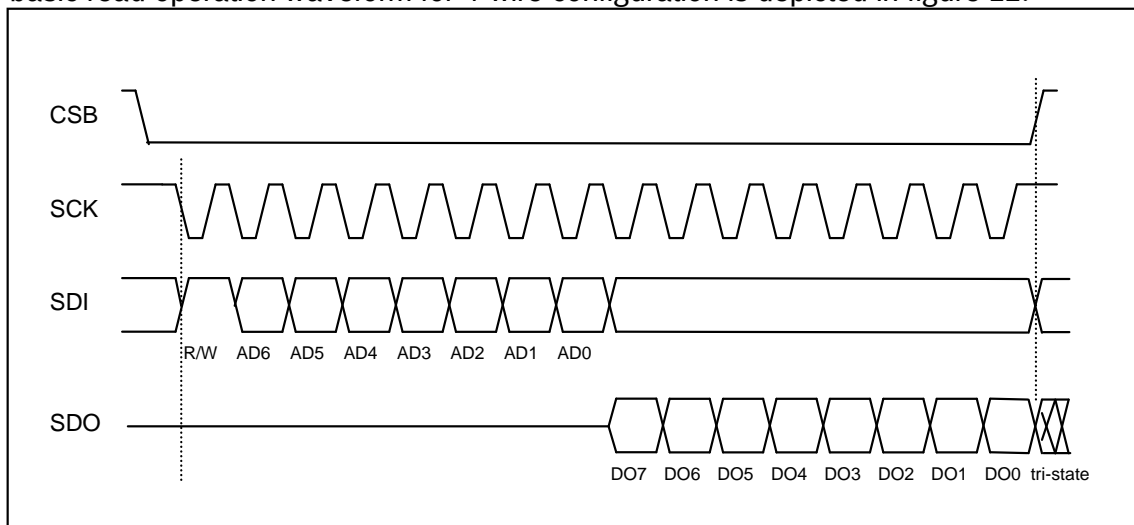 basic read operation waveform for 4-wire configuration is depicted in figure 22:
CSB
SCK
SDI
R/W AD6 AD5 AD4 AD3 AD2 AD1 AD0
SDO
DO7 DO6 DO5 DO4 DO3 DO2 DO1 DO0 tri-state